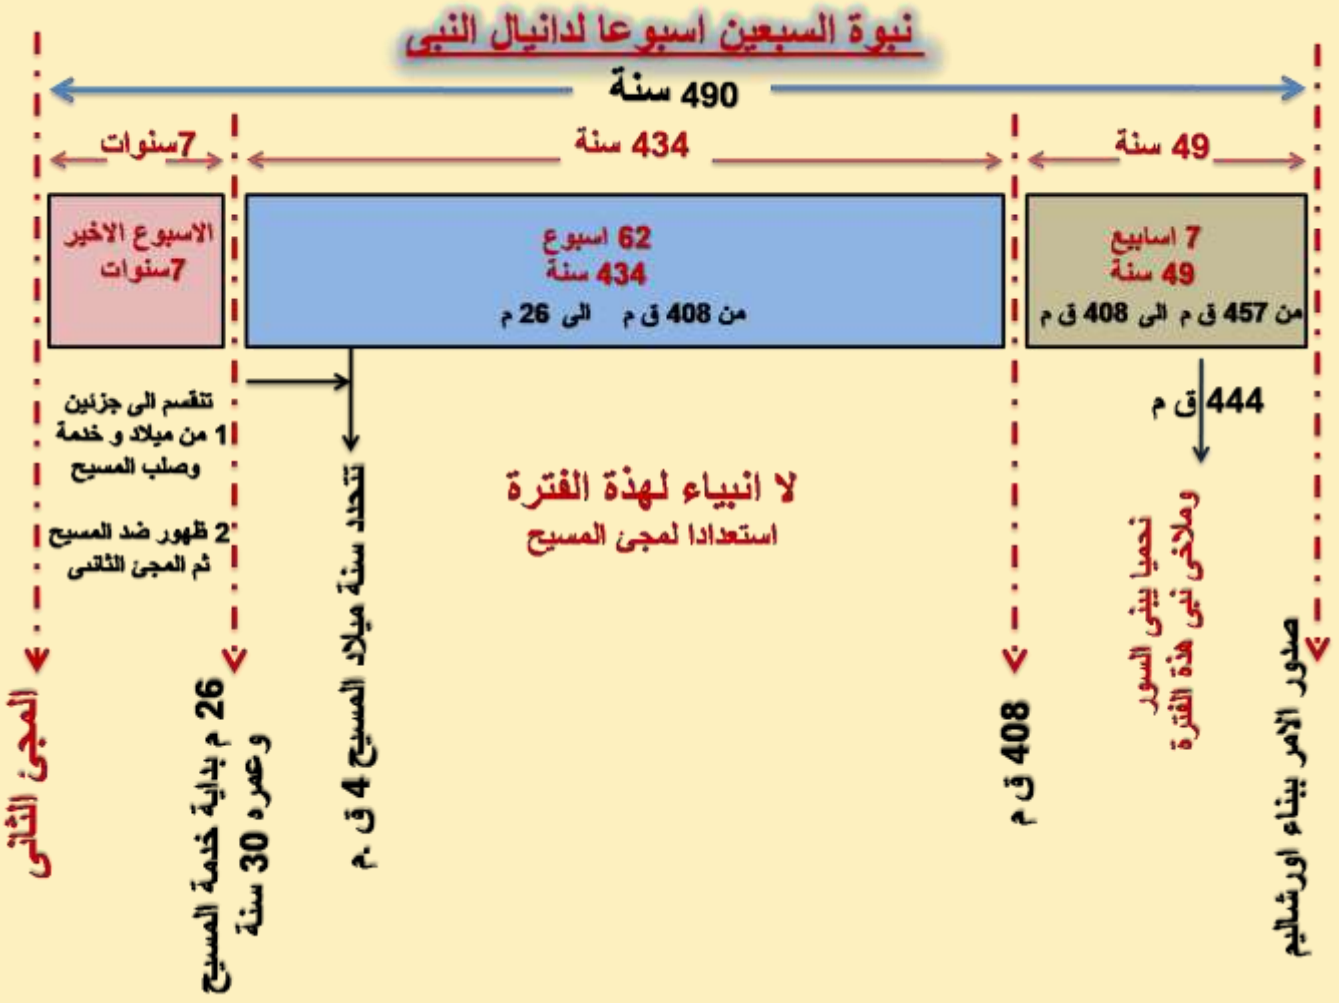 نبوة السبعين اسبوعا لدانيال النبى
490 سنة
49 سنة
434 سنة
7سنوات
7 اسابيع
49 سنة
من 457 ق م الى 408 ق م
62 اسبوع
434 سنة
من 408 ق م الى 26 م
الاسبوع الاخير
7سنوات
444 ق م
نحميا يبنى السور
وملاخى نبى هذة الفترة
صدور الامر ببناء اورشاليم
408 ق م
لا انبياء لهذة الفترة
استعدادا لمجئ المسيح
تتحدد سنة ميلاد المسيح 4 ق .م
26 م بداية خدمة المسيح
وعمره 30 سنة
تنقسم الى جزئين
1 من ميلاد و خدمة
وصلب المسيح
2 ظهور ضد المسيح
ثم المجئ الثانى
المجئ الثانى